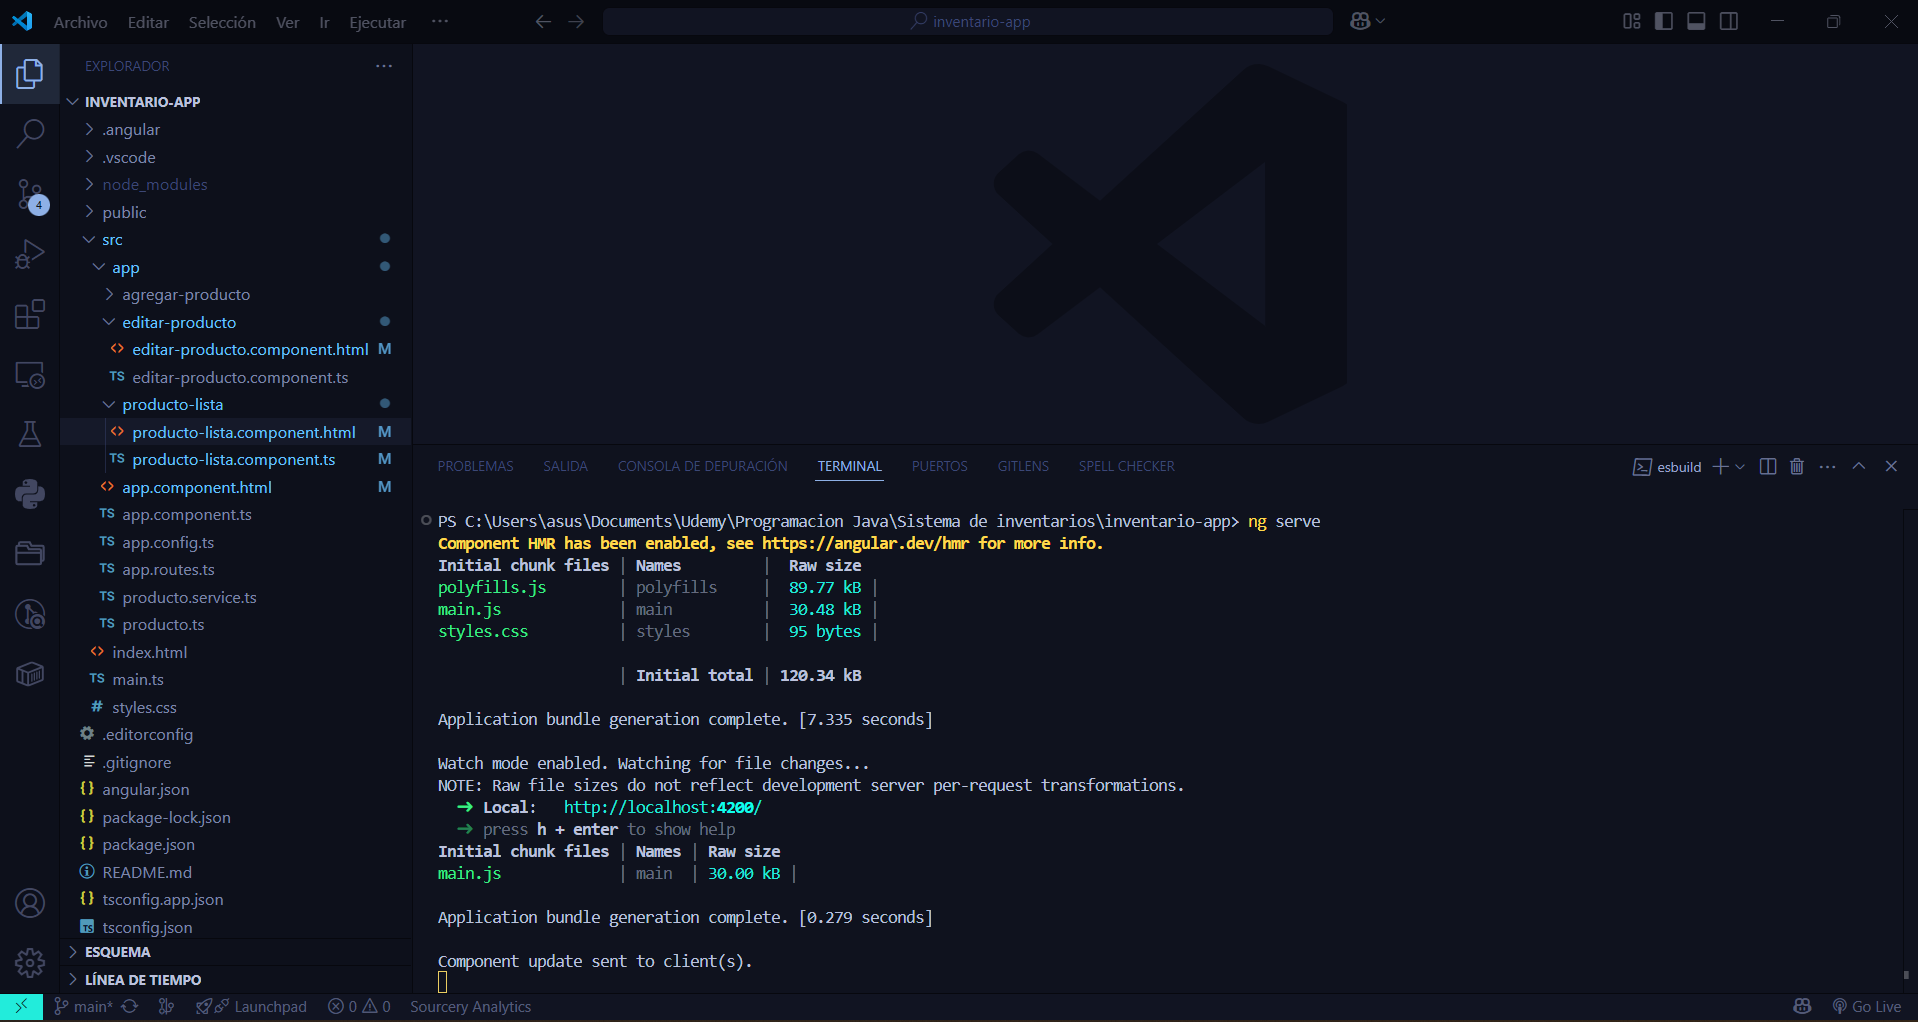 Archivo Editar Selección Ver Ir Ejecutar ··· inventario-app
EXPLORADOR ···
INVENTARIO-APP
.angular
.vscode
node_modules
public
src
app
agregar-producto
editar-producto
<> editar-producto.component.html M
TS editar-producto.component.ts
producto-lista
<> producto-lista.component.html M
TS producto-lista.component.ts M
<> app.component.html M
TS app.component.ts
TS app.config.ts
TS app.routes.ts
TS producto.service.ts
TS producto.ts
<> index.html
TS main.ts
# styles.css
.editorconfig
.gitignore
{} angular.json
{} package-lock.json
{} package.json
README.md
{} tsconfig.app.json
TS tsconfig.json
ESQUEMA
LÍNEA DE TIEMPO
4
PROBLEMAS SALIDA CONSOLA DE DEPURACIÓN TERMINAL PUERTOS GITLENS SPELL CHECKER esbuild
PS C:\Users\asus\Documents\Udemy\Programacion Java\Sistema de inventarios\inventario-app> ng serve
Component HMR has been enabled, see https://angular.dev/hmr for more info.
Initial chunk files | Names | Raw size
polyfills.js | polyfills | 89.77 kB |
main.js | main | 30.48 kB |
styles.css | styles | 95 bytes |
| Initial total | 120.34 kB
Application bundle generation complete. [7.335 seconds]
Watch mode enabled. Watching for file changes...
NOTE: Raw file sizes do not reflect development server per-request transformations.
➜ Local: http://localhost:4200/
➜ press h + enter to show help
Initial chunk files | Names | Raw size
main.js | main | 30.00 kB |
Application bundle generation complete. [0.279 seconds]
Component update sent to client(s).
main* Launchpad 0 0 Sourcery Analytics Go Live